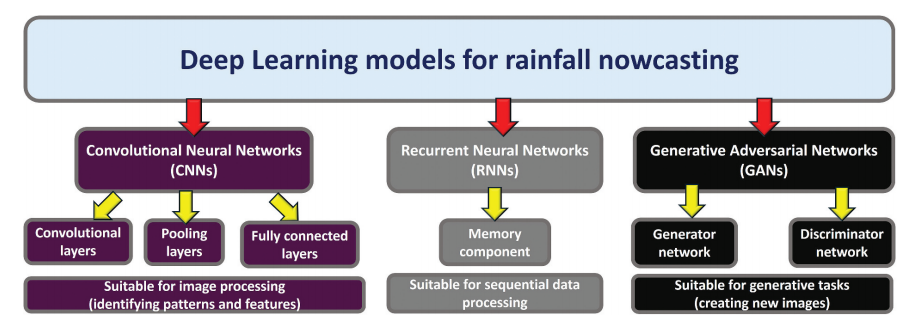 Deep Learning models for rainfall nowcasting
Convolutional Neural Networks
(CNNs)
Recurrent Neural Networks
(RNNs)
Generative Adversarial Networks
(GANs)
Convolutional
layers
Pooling
layers
Fully connected
layers
Memory
component
Generator
network
Discriminator
network
Suitable for image processing
(identifying patterns and features)
Suitable for sequential data
processing
Suitable for generative tasks
(creating new images)